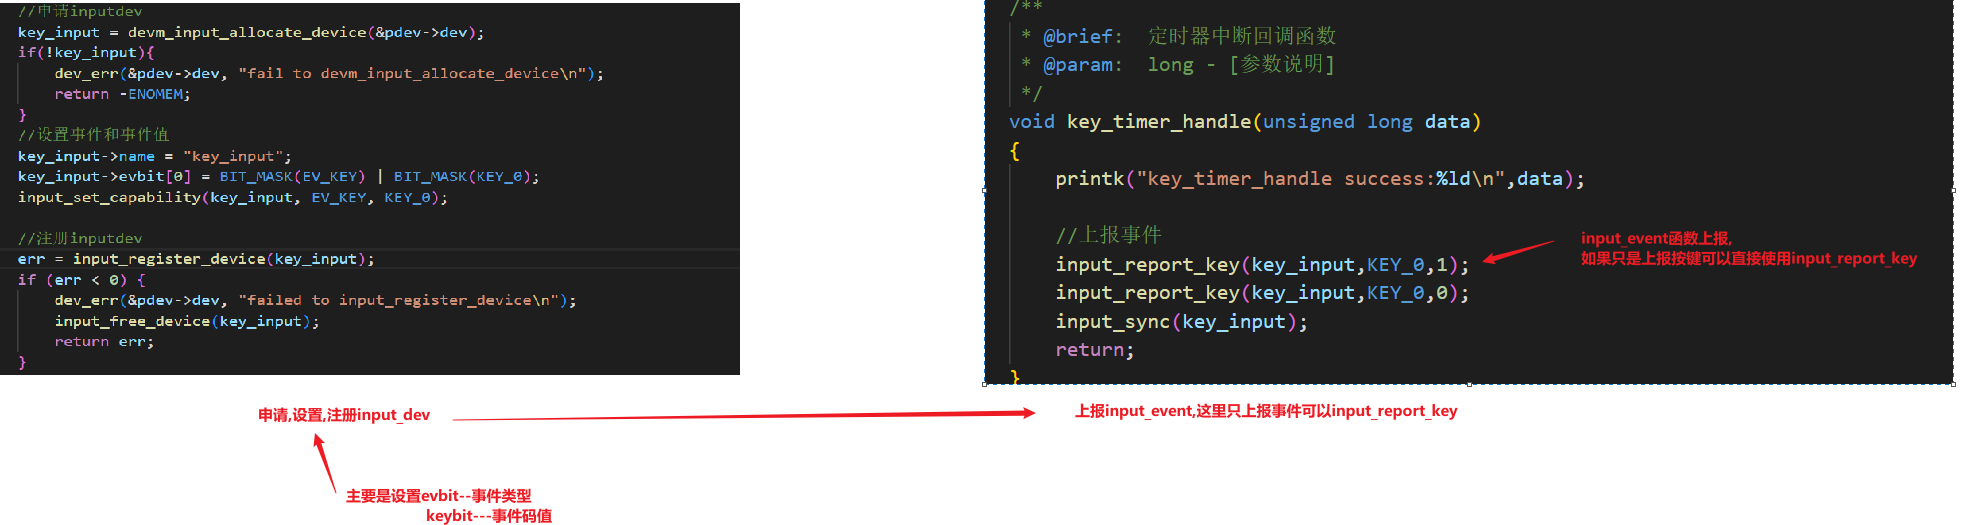 //申请inputdev
key_input = devm_input_allocate_device(&pdev->dev);
if(!key_input){
dev_err(&pdev->dev, "fail to devm_input_allocate_device\n");
return -ENOMEM;
}
//设置事件和事件值
key_input->name = "key_input";
key_input->evbit[0] = BIT_MASK(EV_KEY) | BIT_MASK(KEY_0);
input_set_capability(key_input, EV_KEY, KEY_0);
//注册inputdev
err = input_register_device(key_input);
if (err < 0) {
dev_err(&pdev->dev, "failed to input_register_device\n");
input_free_device(key_input);
return err;
}
/**
* @brief: 定时器中断回调函数
* @param: long - [参数说明]
*/
void key_timer_handle(unsigned long data)
{
printk("key_timer_handle success:%ld\n",data);
//上报事件
input_report_key(key_input,KEY_0,1);
input_report_key(key_input,KEY_0,0);
input_sync(key_input);
return;
}
input_event函数上报,
如果只是上报按键可以直接使用input_report_key
申请,设置,注册input_dev
上报input_event,这里只上报事件可以input_report_key
主要是设置evbit--事件类型
keybit---事件码值